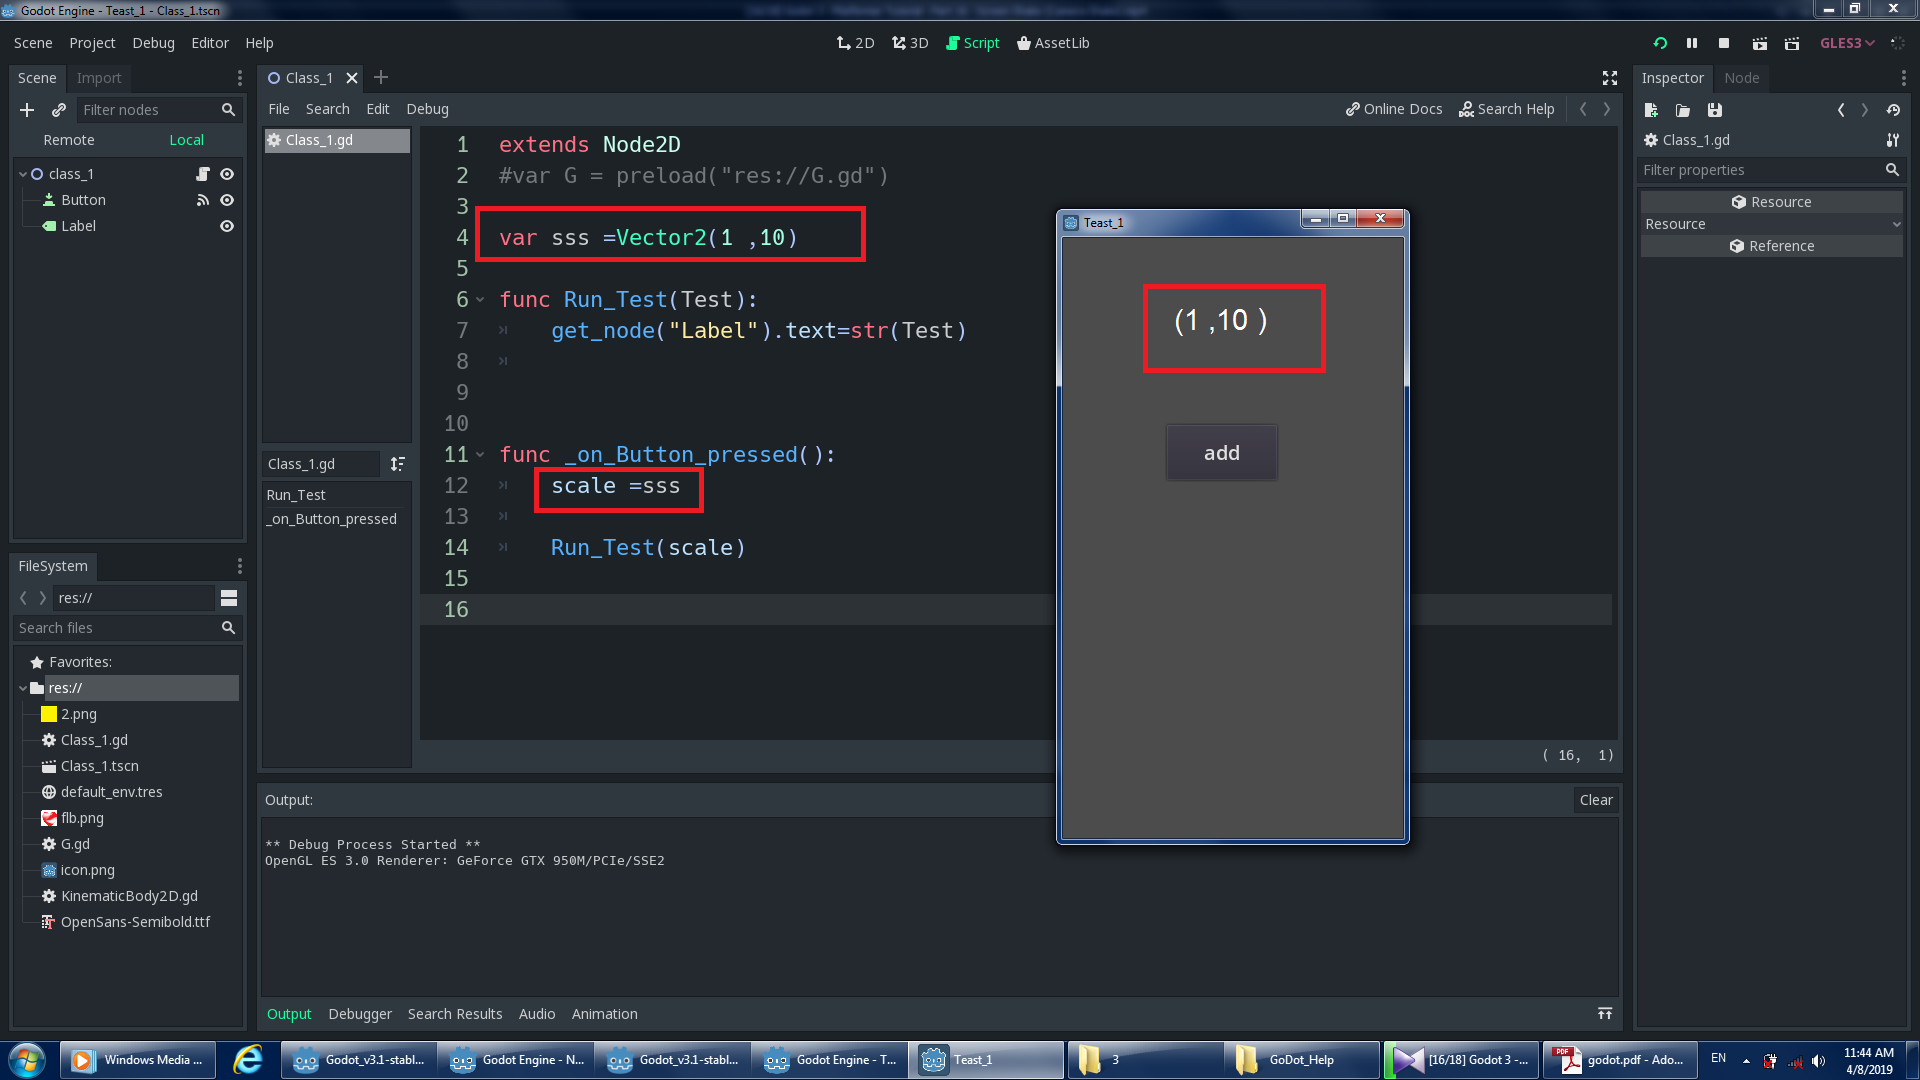 Godot Engine - Teast_1 - Class_1.tscn
Scene Project Debug Editor Help
2D 3D Script AssetLib
GLES3
Scene Import
Filter nodes
Remote Local
class_1
Button
Label
FileSystem
res://
Search files
Favorites:
res://
2.png
Class_1.gd
Class_1.tscn
default_env.tres
flb.png
G.gd
icon.png
KinematicBody2D.gd
OpenSans-Semibold.ttf
Class_1
File Search Edit Debug
Online Docs Search Help
Class_1.gd
Class_1.gd
Run_Test
_on_Button_pressed
1 extends Node2D
2 #var G = preload("res://G.gd")
3
4 var sss =Vector2(1 ,10)
5
6 func Run_Test(Test):
7 get_node("Label").text=str(Test)
8
9
10
11 func _on_Button_pressed():
12 scale =sss
13
14 Run_Test(scale)
15
16
( 16, 1)
Teast_1
(1 ,10 )
add
Output:
Clear
** Debug Process Started **
OpenGL ES 3.0 Renderer: GeForce GTX 950M/PCIe/SSE2
Output Debugger Search Results Audio Animation
Inspector Node
Class_1.gd
Filter properties
Resource
Resource
Reference
Windows Media ...
Godot_v3.1-stabl...
Godot Engine - N...
Godot_v3.1-stabl...
Godot Engine - T...
Teast_1
3
GoDot_Help
[16/18] Godot 3 -...
PDF
godot.pdf - Ado...
EN
11:44 AM
4/8/2019